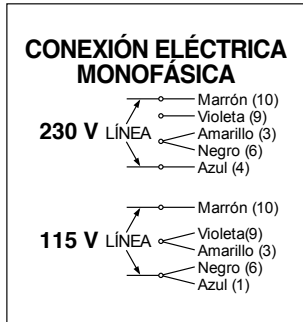 CONEXIÓN ELÉCTRICA
MONOFÁSICA
230 V LÍNEA
Marrón (10)
Violeta (9)
Amarillo (3)
Negro (6)
Azul (4)
115 V LÍNEA
Marrón (10)
Violeta(9)
Amarillo (3)
Negro (6)
Azul (1)